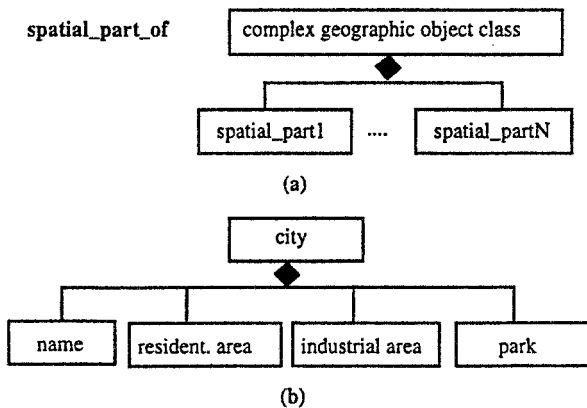 spatial_part_of
complex geographic object class
spatial_part1 .... spatial_partN
(a)
city
name resident. area industrial area park
(b)